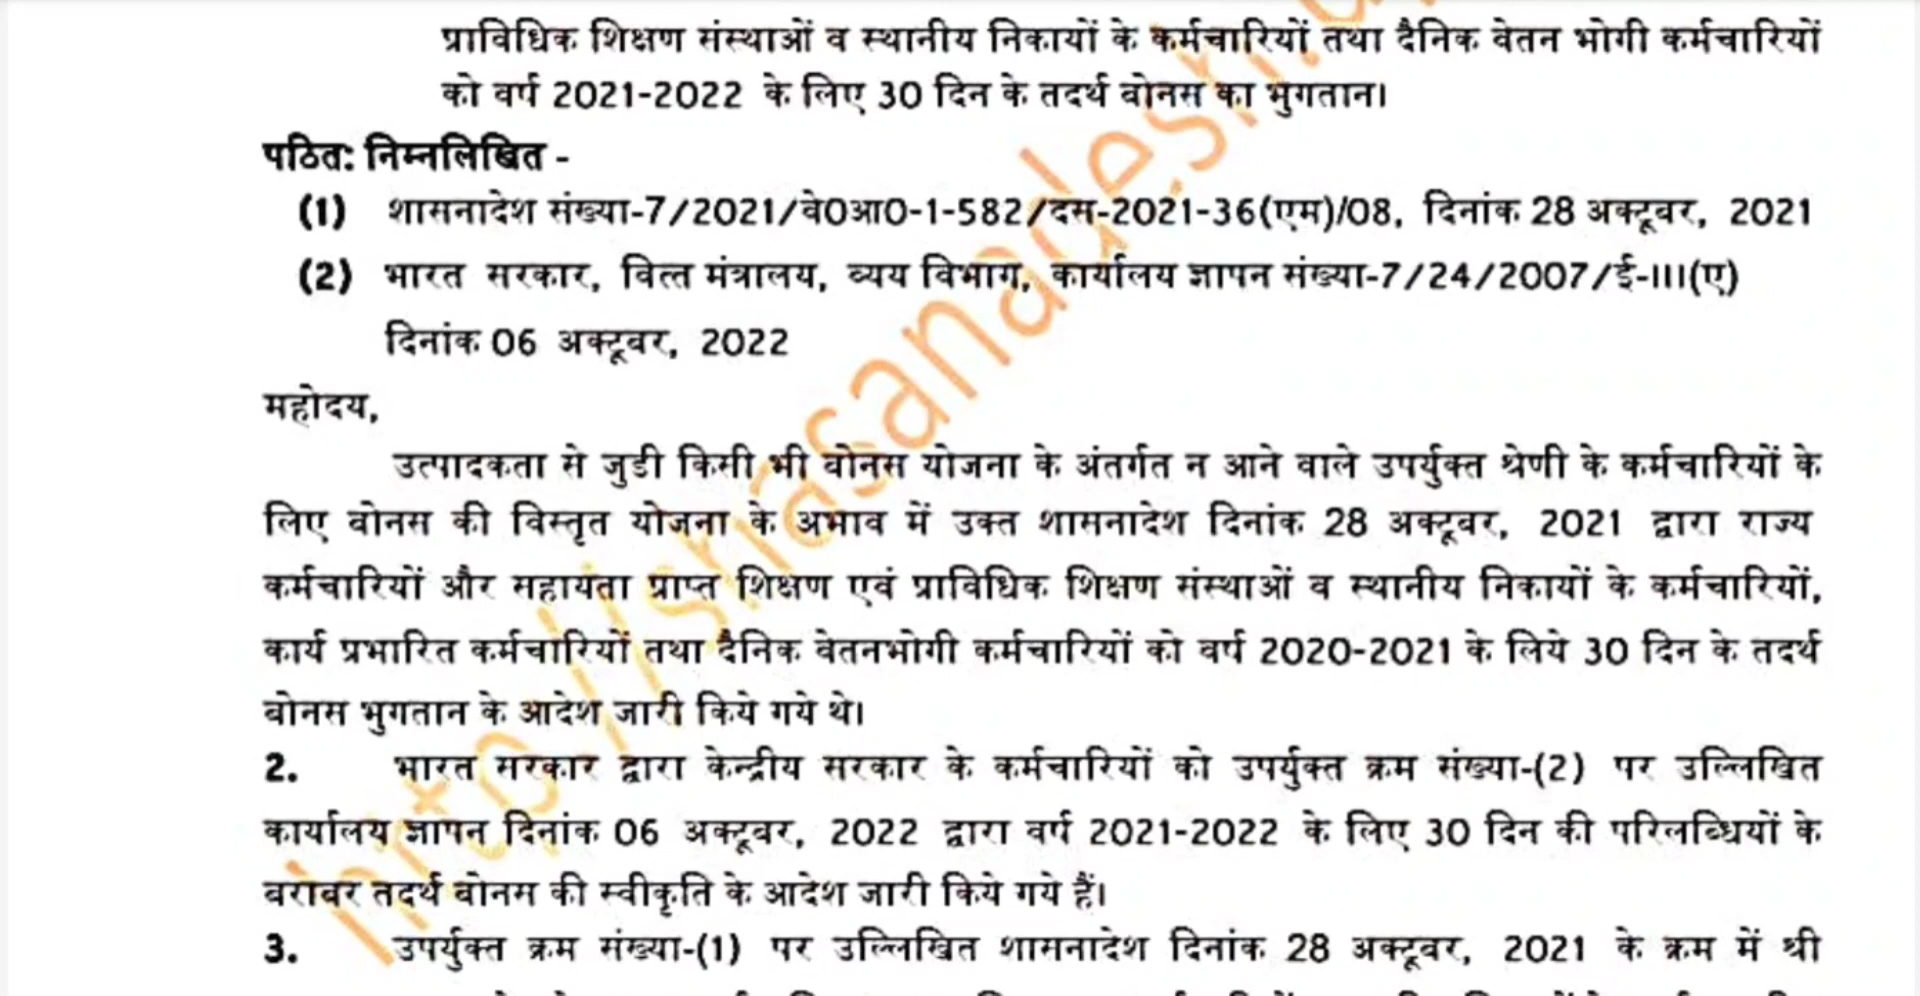 प्राविधिक शिक्षण संस्थाओं व स्थानीय निकायों के कर्मचारियों तथा दैनिक वेतन भोगी कर्मचारियों
को वर्ष 2021-2022 के लिए 30 दिन के तदर्थ बोनस का भुगतान।
पठित: निम्नलिखित -
(1) शासनादेश संख्या-7/2021/वे0आ0-1-582/दस-2021-36(एम)/08, दिनांक 28 अक्टूबर, 2021
(2) भारत सरकार, वित्त मंत्रालय, व्यय विभाग, कार्यालय ज्ञापन संख्या-7/24/2007/ई-III(ए)
दिनांक 06 अक्टूबर, 2022
महोदय,
उत्पादकता से जुडी किसी भी बोनस योजना के अंतर्गत न आने वाले उपर्युक्त श्रेणी के कर्मचारियों के
लिए बोनस की विस्तृत योजना के अभाव में उक्त शासनादेश दिनांक 28 अक्टूबर, 2021 द्वारा राज्य
कर्मचारियों और सहायता प्राप्त शिक्षण एवं प्राविधिक शिक्षण संस्थाओं व स्थानीय निकायों के कर्मचारियों,
कार्य प्रभारित कर्मचारियों तथा दैनिक वेतनभोगी कर्मचारियों को वर्ष 2020-2021 के लिये 30 दिन के तदर्थ
बोनस भुगतान के आदेश जारी किये गये थे।
2. भारत सरकार द्वारा केन्द्रीय सरकार के कर्मचारियों को उपर्युक्त क्रम संख्या-(2) पर उल्लिखित
कार्यालय ज्ञापन दिनांक 06 अक्टूबर, 2022 द्वारा वर्ष 2021-2022 के लिए 30 दिन की परिलब्धियों के
बराबर तदर्थ बोनस की स्वीकृति के आदेश जारी किये गये हैं।
3. उपर्युक्त क्रम संख्या-(1) पर उल्लिखित शासनादेश दिनांक 28 अक्टूबर, 2021 के क्रम में श्री
http://shasanadesh.